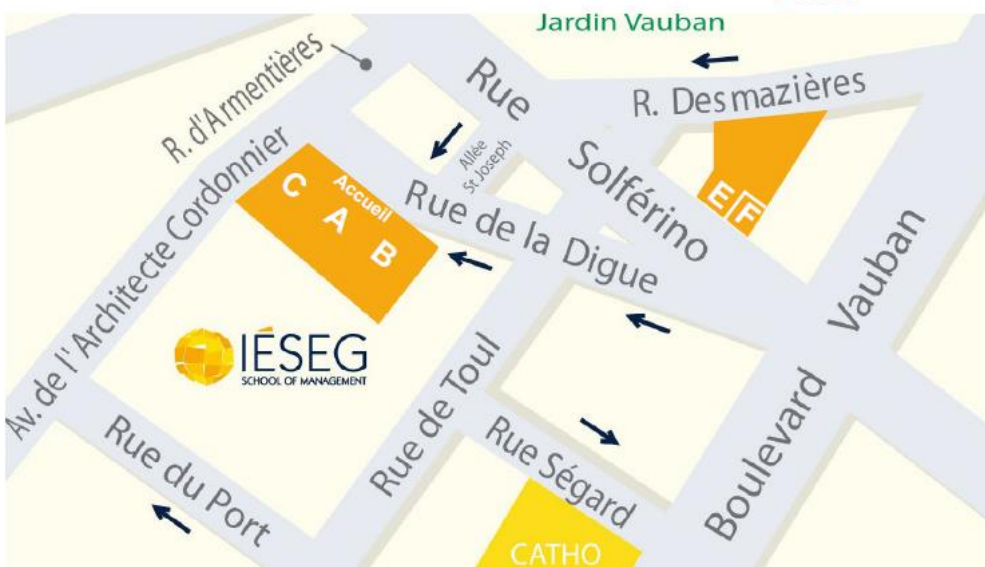 Jardin Vauban
R. d'Armentières
Rue
Solférino
R. Desmazières
Allée
St Joseph
Av. de l'Architecte Cordonnier
C
Accueil
A
B
E F
Rue de la Digue
Vauban
Boulevard
IÉSEG
SCHOOL OF MANAGEMENT
Rue de Toul
Rue Ségard
Rue du Port
CATHO